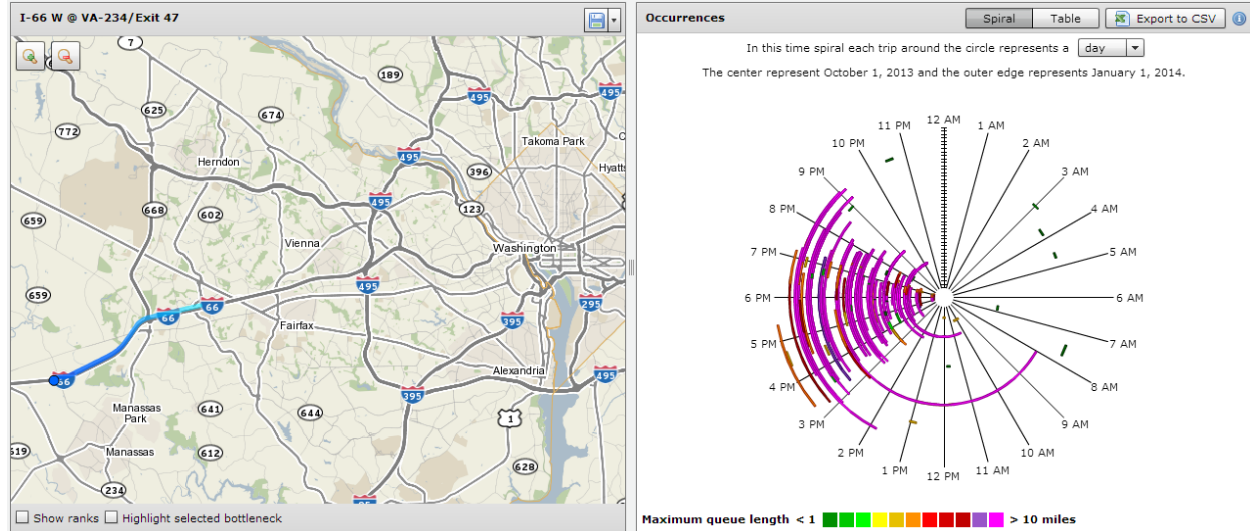 I-66 W @ VA-234/Exit 47
7
189
495
495
625
674
772
Takoma Park
Herndon
495
396
Hyatts
495
668
602
123
659
Vienna
Washington
495
659
66
66
295
Fairfax
395
66
Alexandria
495
395
Manassas
Park
641
644
1
619
Manassas
612
628
234
95
Show ranks
Highlight selected bottleneck
Occurrences
Spiral
Table
Export to CSV
In this time spiral each trip around the circle represents a day
The center represent October 1, 2013 and the outer edge represents January 1, 2014.
12 AM
1 AM
2 AM
3 AM
4 AM
5 AM
6 AM
7 AM
8 AM
9 AM
10 AM
11 AM
12 PM
1 PM
2 PM
3 PM
4 PM
5 PM
6 PM
7 PM
8 PM
9 PM
10 PM
11 PM
Maximum queue length < 1 > 10 miles